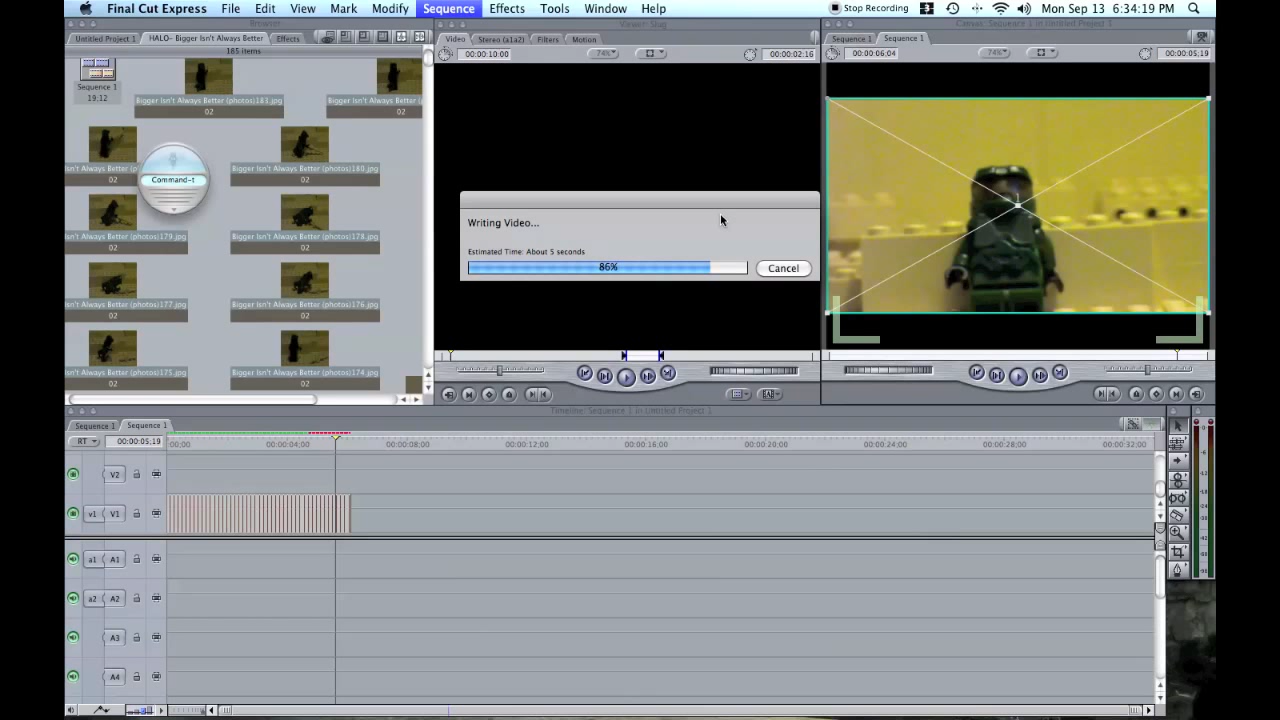 Final Cut Express File Edit View Mark Modify Sequence Effects Tools Window Help Stop Recording Mon Sep 13 6:34:19 PM
Browser
Viewer: Slug
Canvas: Sequence 1 in Untitled Project 1
Untitled Project 1 HALO- Bigger Isn't Always Better Effects
185 items
Video Stereo (a1a2) Filters Motion
Sequence 1 Sequence 1
00:00:10:00 74% 00:00:02:16
00:00:06;04 74% 00:00:05;19
Sequence 1
19:12
Bigger Isn't Always Better (photos)183.jpg
02
Bigger Isn't Always Better (p
02
Isn't Always Better (photos)181.jpg
02
Bigger Isn't Always Better (photos)180.jpg
02
Command-t
Isn't Always Better (photos)179.jpg
02
Bigger Isn't Always Better (photos)178.jpg
02
Isn't Always Better (photos)177.jpg
02
Bigger Isn't Always Better (photos)176.jpg
02
Isn't Always Better (photos)175.jpg
02
Bigger Isn't Always Better (photos)174.jpg
02
Writing Video...
Estimated Time: About 5 seconds
86%
Cancel
Timeline: Sequence 1 in Untitled Project 1
Sequence 1 Sequence 1
RT 00:00:05;19 00:00 00:00:04;00 00:00:08;00 00:00:12;00 00:00:16;00 00:00:20;00 00:00:24;00 00:00:28;00 00:00:32;00
V2
v1 V1
a1 A1
a2 A2
A3
A4